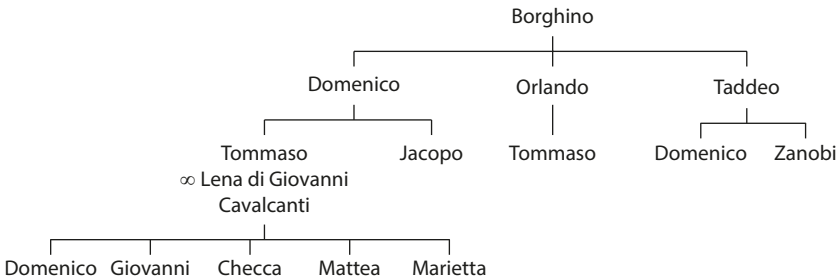 Borghino
Domenico Orlando Taddeo
Tommaso Jacopo Tommaso Domenico Zanobi
∞ Lena di Giovanni
Cavalcanti
Domenico Giovanni Checca Mattea Marietta